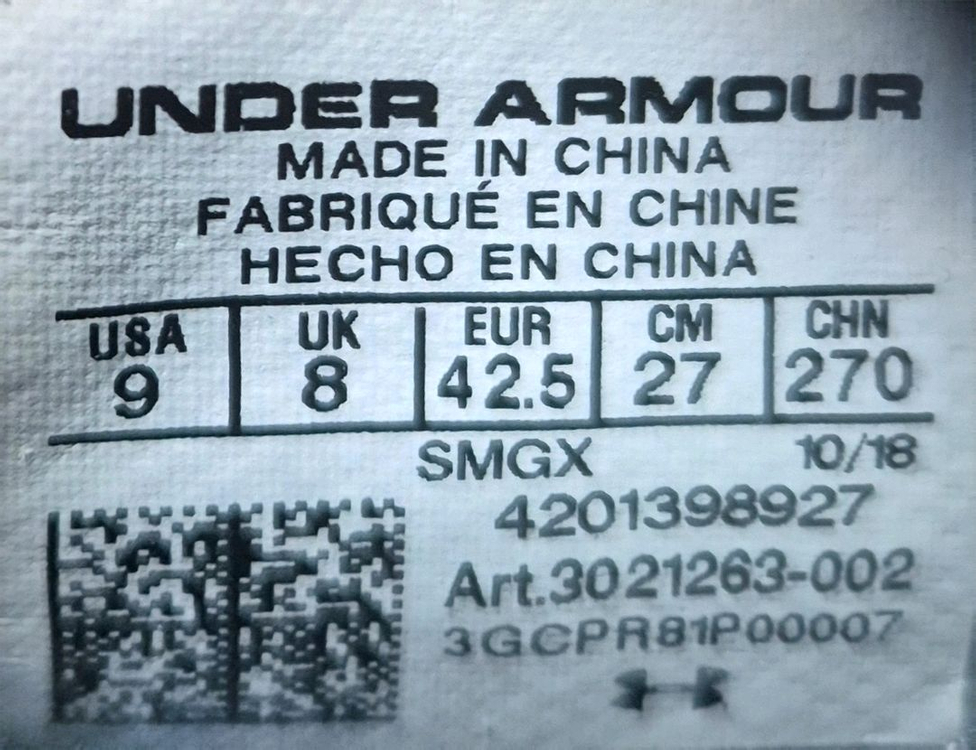 UNDER ARMOUR
MADE IN CHINA
FABRIQUÉ EN CHINE
HECHO EN CHINA
USA UK EUR CM CHN
9 8 42.5 27 270
SMGX 10/18
4201398927
Art.3021263-002
3GCPR81P00007